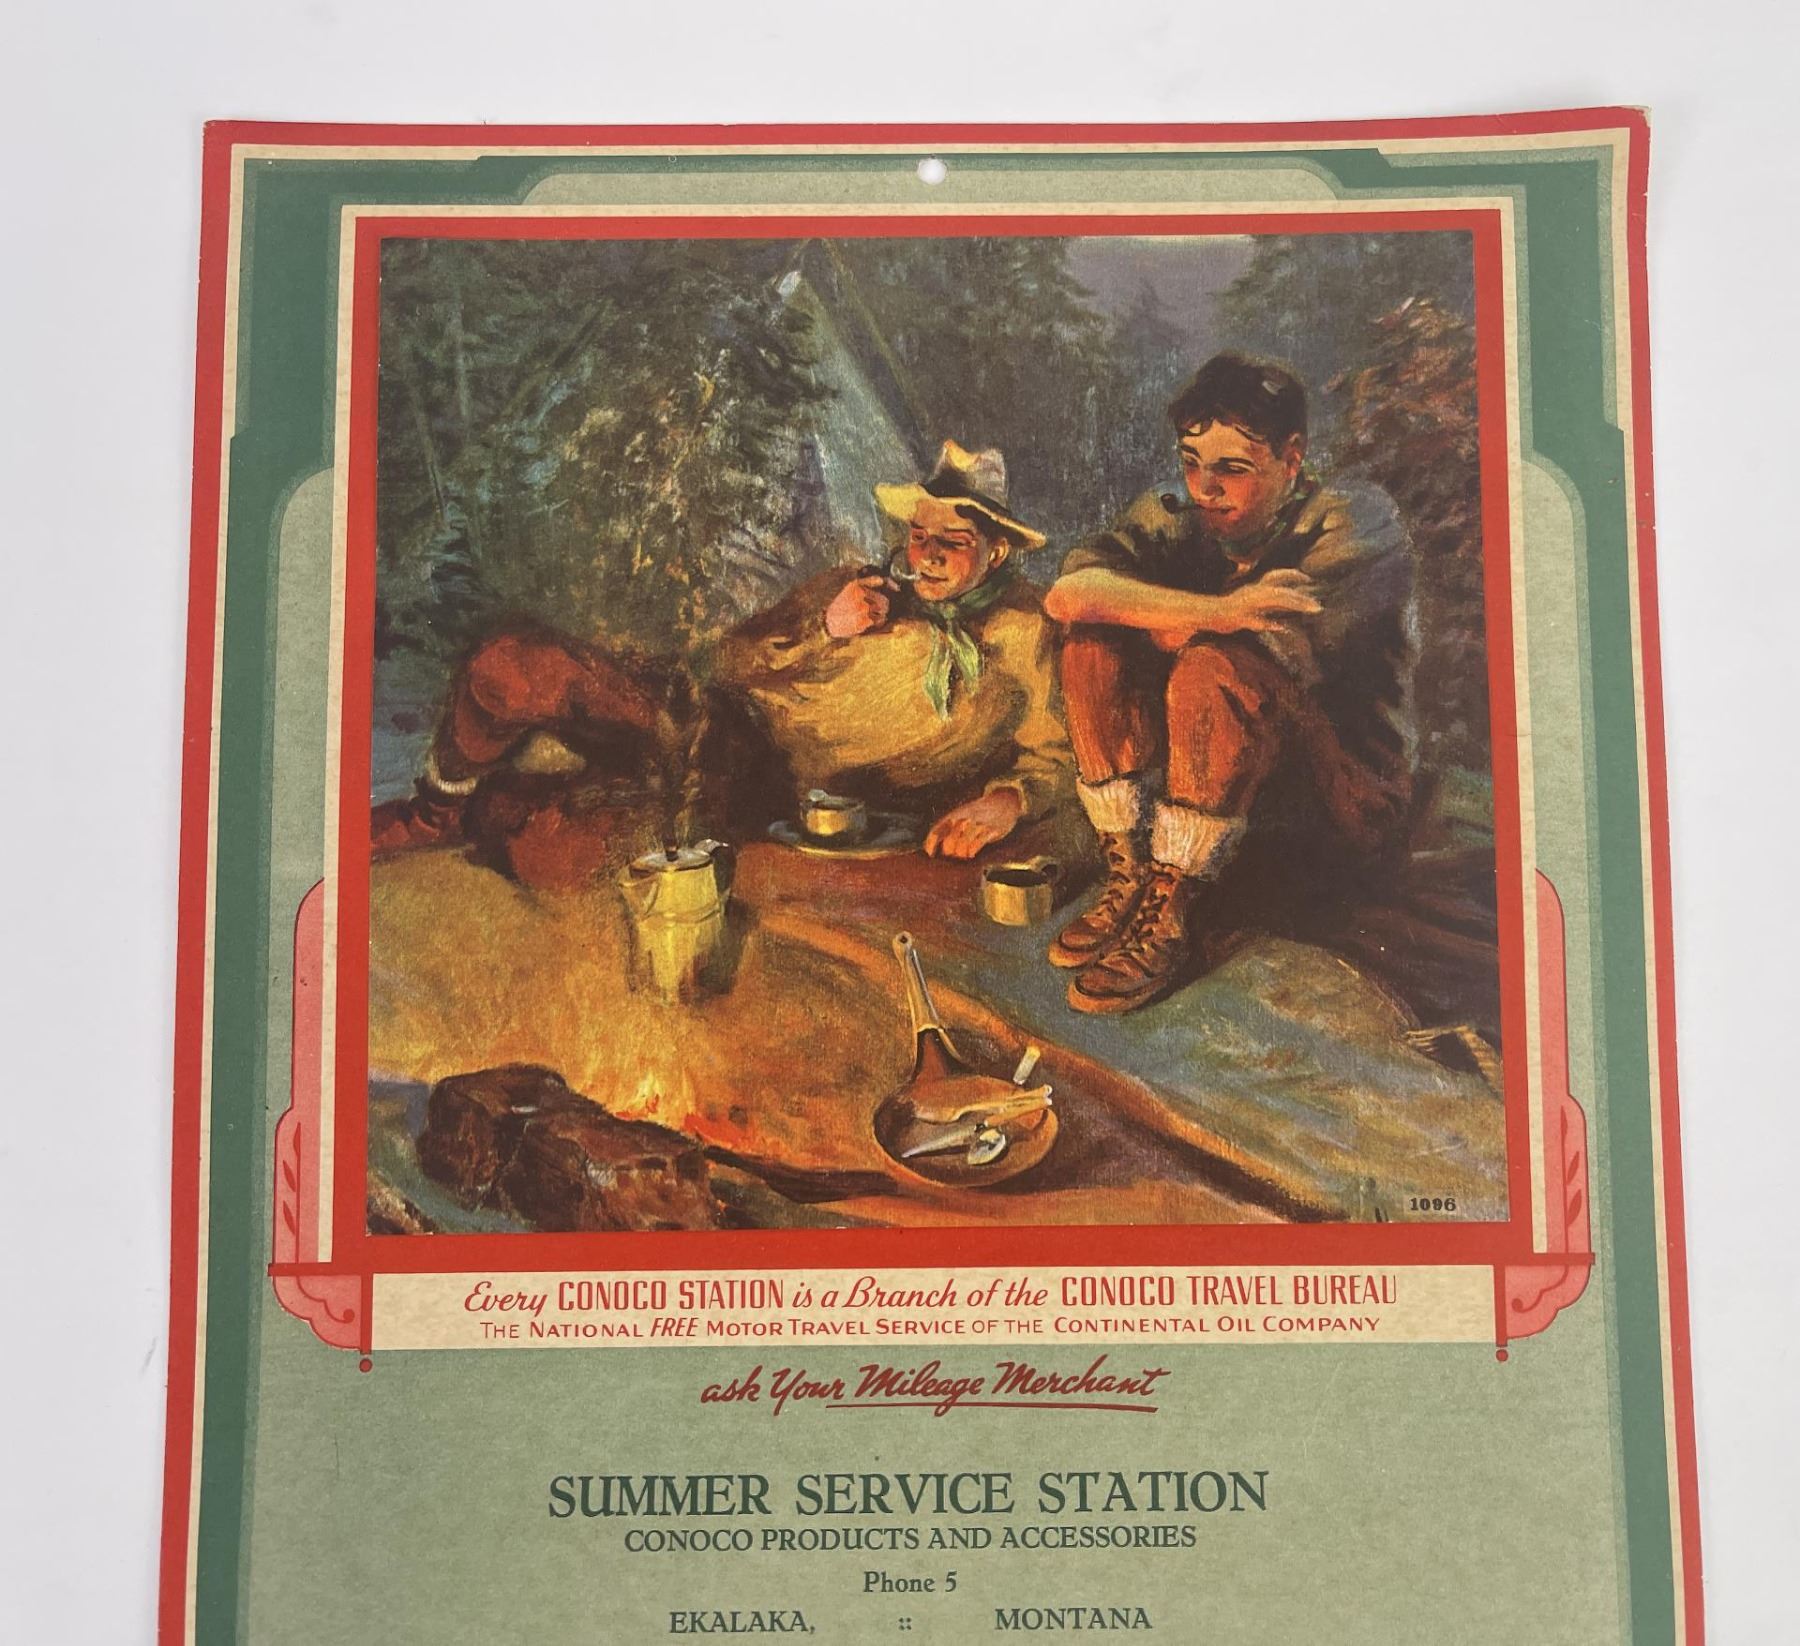 1096
Every CONOCO STATION is a Branch of the CONOCO TRAVEL BUREAU
THE NATIONAL FREE MOTOR TRAVEL SERVICE OF THE CONTINENTAL OIL COMPANY
ask Your Mileage Merchant
SUMMER SERVICE STATION
CONOCO PRODUCTS AND ACCESSORIES
Phone 5
EKALAKA, :: MONTANA